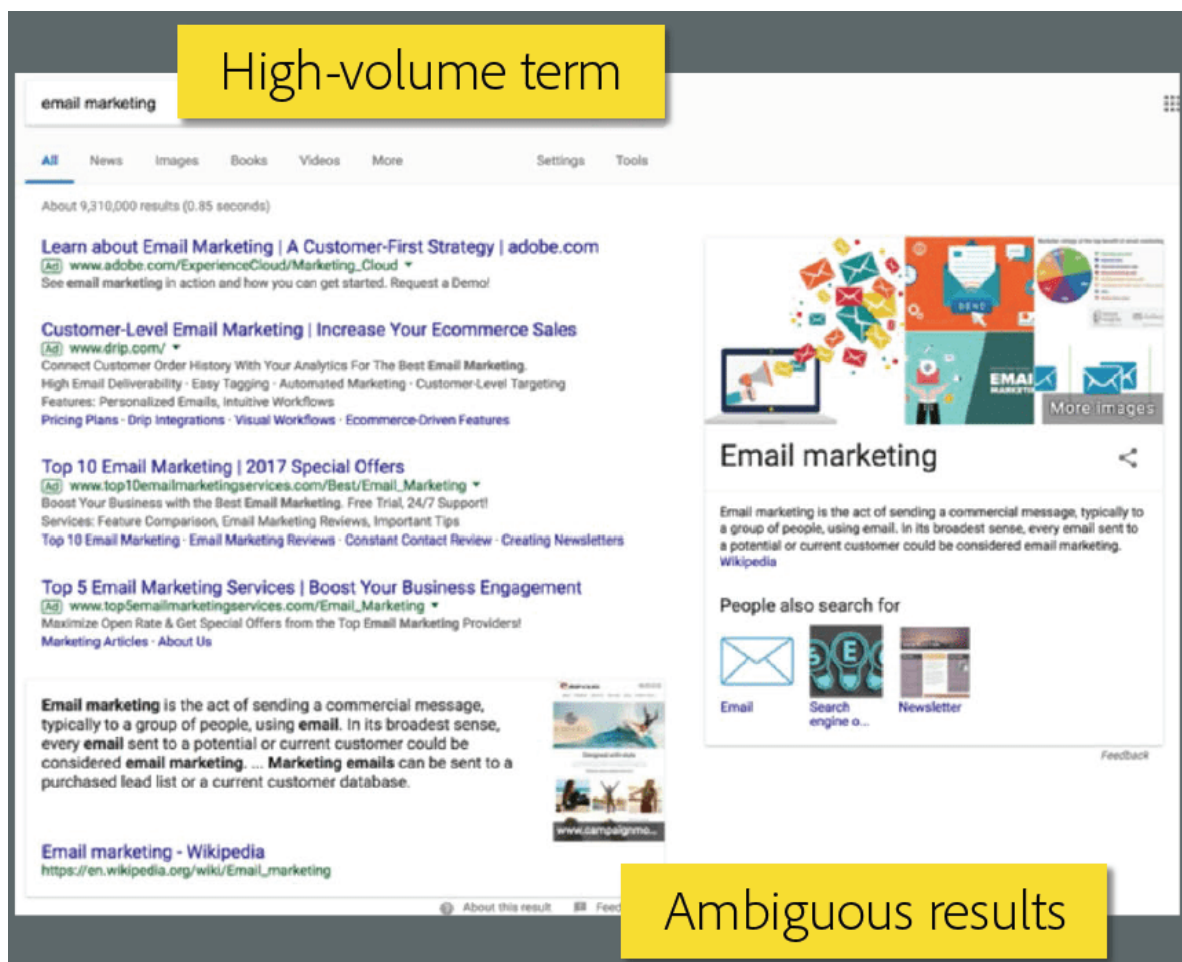 High-volume term
email marketing
All News Images Books Videos More Settings Tools
About 9,310,000 results (0.85 seconds)
Learn about Email Marketing | A Customer-First Strategy | adobe.com
Ad www.adobe.com/ExperienceCloud/Marketing_Cloud
See email marketing in action and how you can get started. Request a Demo!
Customer-Level Email Marketing | Increase Your Ecommerce Sales
Ad www.drip.com/
Connect Customer Order History With Your Analytics For The Best Email Marketing.
High Email Deliverability · Easy Tagging · Automated Marketing · Customer-Level Targeting
Features: Personalized Emails, Intuitive Workflows
Pricing Plans · Drip Integrations · Visual Workflows · Ecommerce-Driven Features
Top 10 Email Marketing | 2017 Special Offers
Ad www.top10emailmarketingservices.com/Best/Email_Marketing
Boost Your Business with the Best Email Marketing. Free Trial, 24/7 Support!
Services: Feature Comparison, Email Marketing Reviews, Important Tips
Top 10 Email Marketing · Email Marketing Reviews · Constant Contact Review · Creating Newsletters
Top 5 Email Marketing Services | Boost Your Business Engagement
Ad www.top5emailmarketingservices.com/Email_Marketing
Maximize Open Rate & Get Special Offers from the Top Email Marketing Providers!
Marketing Articles · About Us
Email marketing is the act of sending a commercial message,
typically to a group of people, using email. In its broadest sense,
every email sent to a potential or current customer could be
considered email marketing. ... Marketing emails can be sent to a
purchased lead list or a current customer database.
www.campaignmo...
Email marketing - Wikipedia
https://en.wikipedia.org/wiki/Email_marketing
About this result Feed
SEND
EMAI
More images
Email marketing
Email marketing is the act of sending a commercial message, typically to
a group of people, using email. In its broadest sense, every email sent to
a potential or current customer could be considered email marketing.
Wikipedia
People also search for
SEO
Email
Search
engine o...
Newsletter
Feedback
Ambiguous results